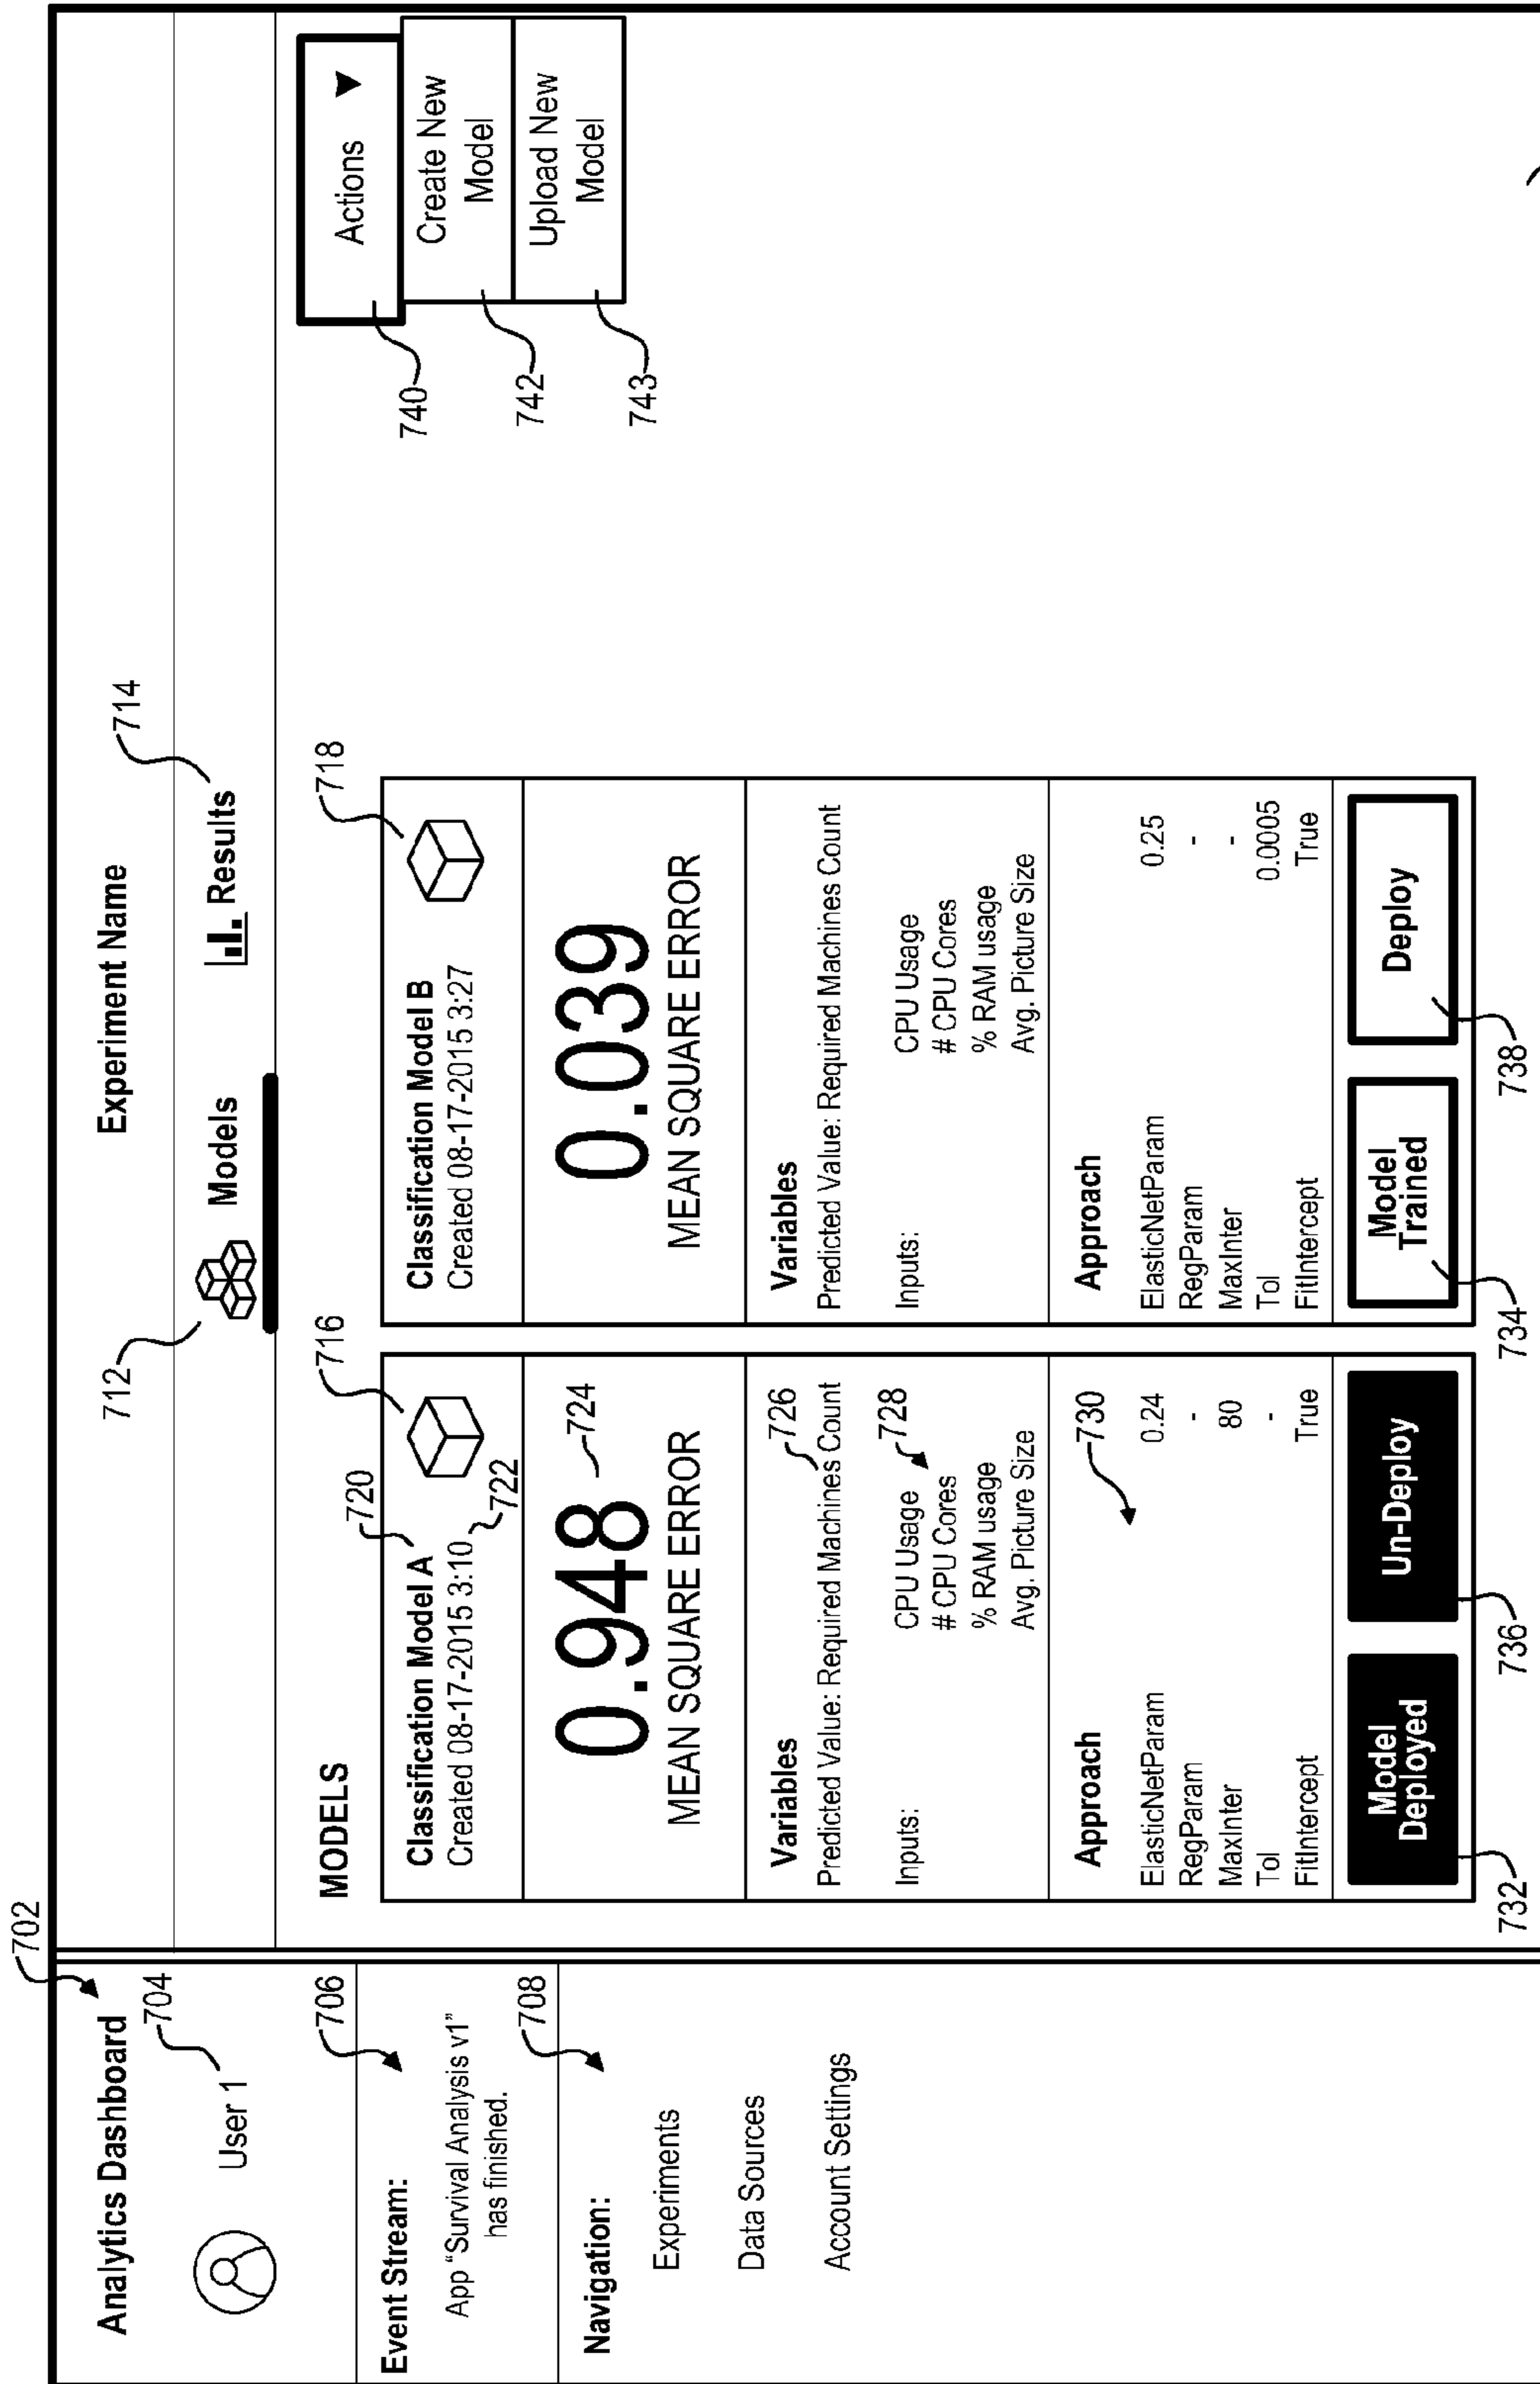 702
Analytics Dashboard
704
User 1
706
Event Stream:
App “Survival Analysis v1”
has finished.
708
Navigation:
Experiments
Data Sources
Account Settings
Experiment Name
712
Models
Results
714
MODELS
716
720
Classification Model A
Created 08-17-2015 3:10
722
0.948
724
MEAN SQUARE ERROR
Variables
726
Predicted Value: Required Machines Count
Inputs:
728
CPU Usage
# CPU Cores
% RAM usage
Avg. Picture Size
Approach
730
ElasticNetParam 0.24
RegParam -
MaxInter 80
Tol -
FitIntercept True
Model
Deployed
Un-Deploy
732
736
718
Classification Model B
Created 08-17-2015 3:27
0.039
MEAN SQUARE ERROR
Variables
Predicted Value: Required Machines Count
Inputs:
CPU Usage
# CPU Cores
% RAM usage
Avg. Picture Size
Approach
ElasticNetParam 0.25
RegParam -
MaxInter -
Tol 0.0005
FitIntercept True
Model
Trained
Deploy
734
738
Actions
740
Create New
Model
742
Upload New
Model
743